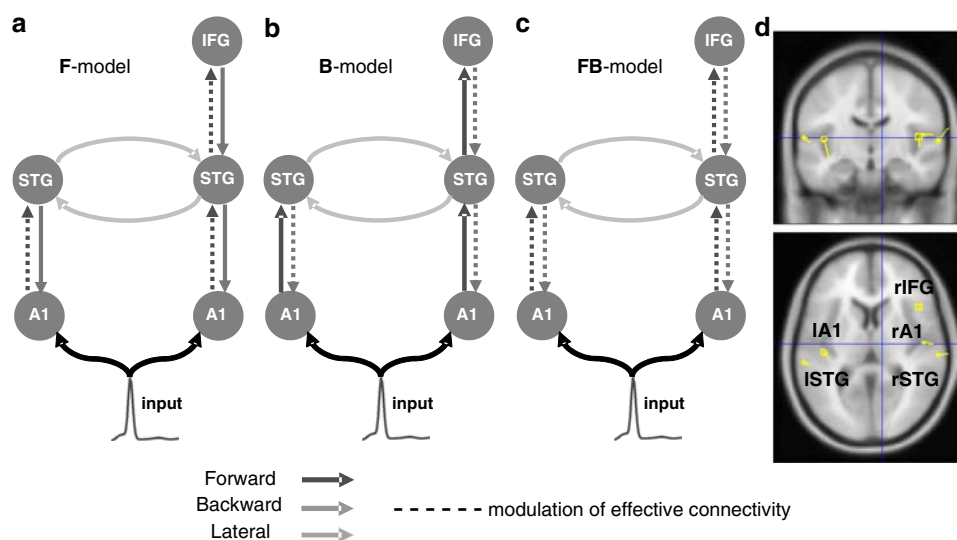 a
F-model
IFG
STG
STG
A1
A1
input
b
B-model
IFG
STG
STG
A1
A1
input
c
FB-model
IFG
STG
STG
A1
A1
input
d
rIFG
lA1
rA1
lSTG
rSTG
Forward
Backward
Lateral
modulation of effective connectivity